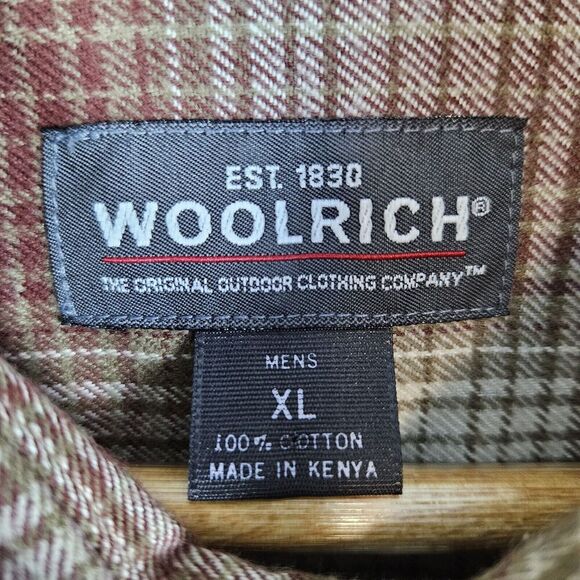 EST. 1830
WOOLRICH®
THE ORIGINAL OUTDOOR CLOTHING COMPANY™
MENS
XL
100% COTTON
MADE IN KENYA